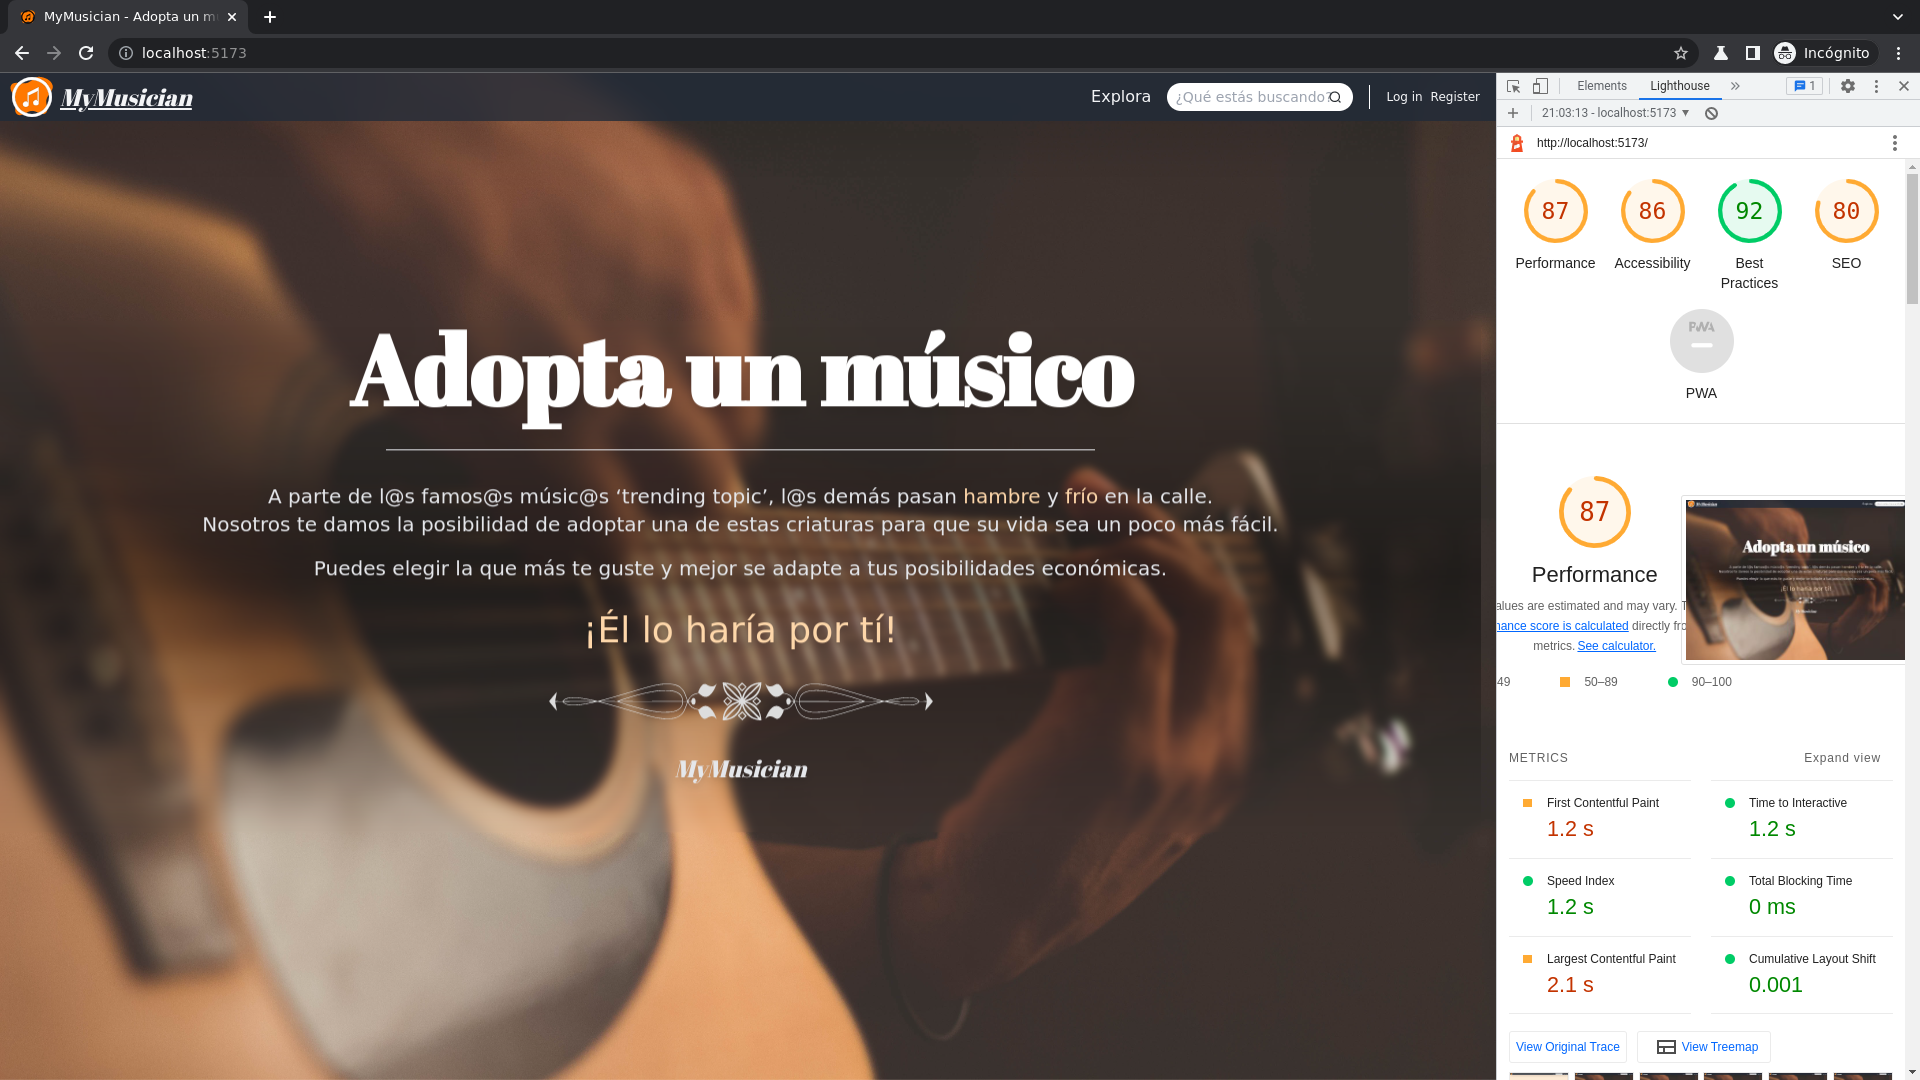 MyMusician - Adopta un m
localhost:5173
Incógnito
MyMusician
Explora
¿Qué estás buscando?
Log in
Register
Adopta un músico
A parte de l@s famos@s músic@s ‘trending topic’, l@s demás pasan hambre y frío en la calle.
Nosotros te damos la posibilidad de adoptar una de estas criaturas para que su vida sea un poco más fácil.
Puedes elegir la que más te guste y mejor se adapte a tus posibilidades económicas.
¡Él lo haría por tí!
MyMusician
Elements
Lighthouse
1
21:03:13 - localhost:5173
http://localhost:5173/
87
86
92
80
Performance
Accessibility
Best
Practices
SEO
PWA
PWA
87
Performance
alues are estimated and may vary. T
nance score is calculated directly fro
metrics. See calculator.
Adopta un músico
49
50–89
90–100
METRICS
Expand view
First Contentful Paint
1.2 s
Time to Interactive
1.2 s
Speed Index
1.2 s
Total Blocking Time
0 ms
Largest Contentful Paint
2.1 s
Cumulative Layout Shift
0.001
View Original Trace
View Treemap